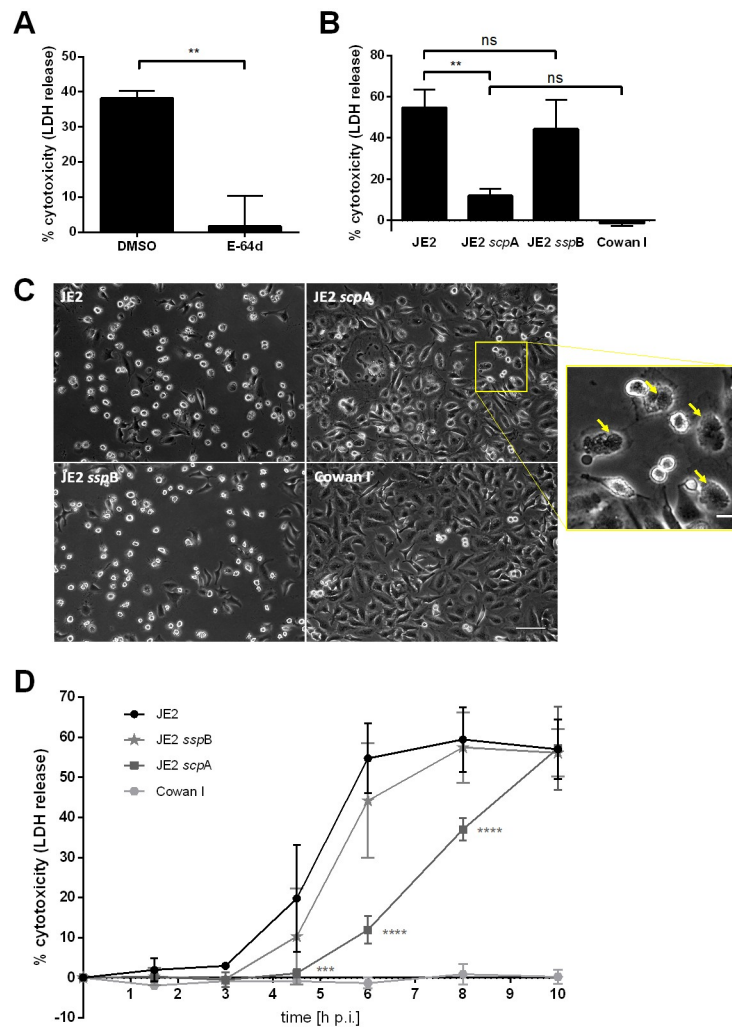 A
**
% cytotoxicity (LDH release)
50
40
30
20
10
0
DMSO
E-64d
B
ns
**
ns
% cytotoxicity (LDH release)
80
60
40
20
0
JE2
JE2 scpA
JE2 sspB
Cowan I
C
JE2
JE2 scpA
JE2 sspB
Cowan I
D
% cytotoxicity (LDH release)
70
60
50
40
30
20
10
0
-10
JE2
JE2 sspB
JE2 scpA
Cowan I
***
****
****
1 2 3 4 5 6 7 8 9 10
time [h p.i.]